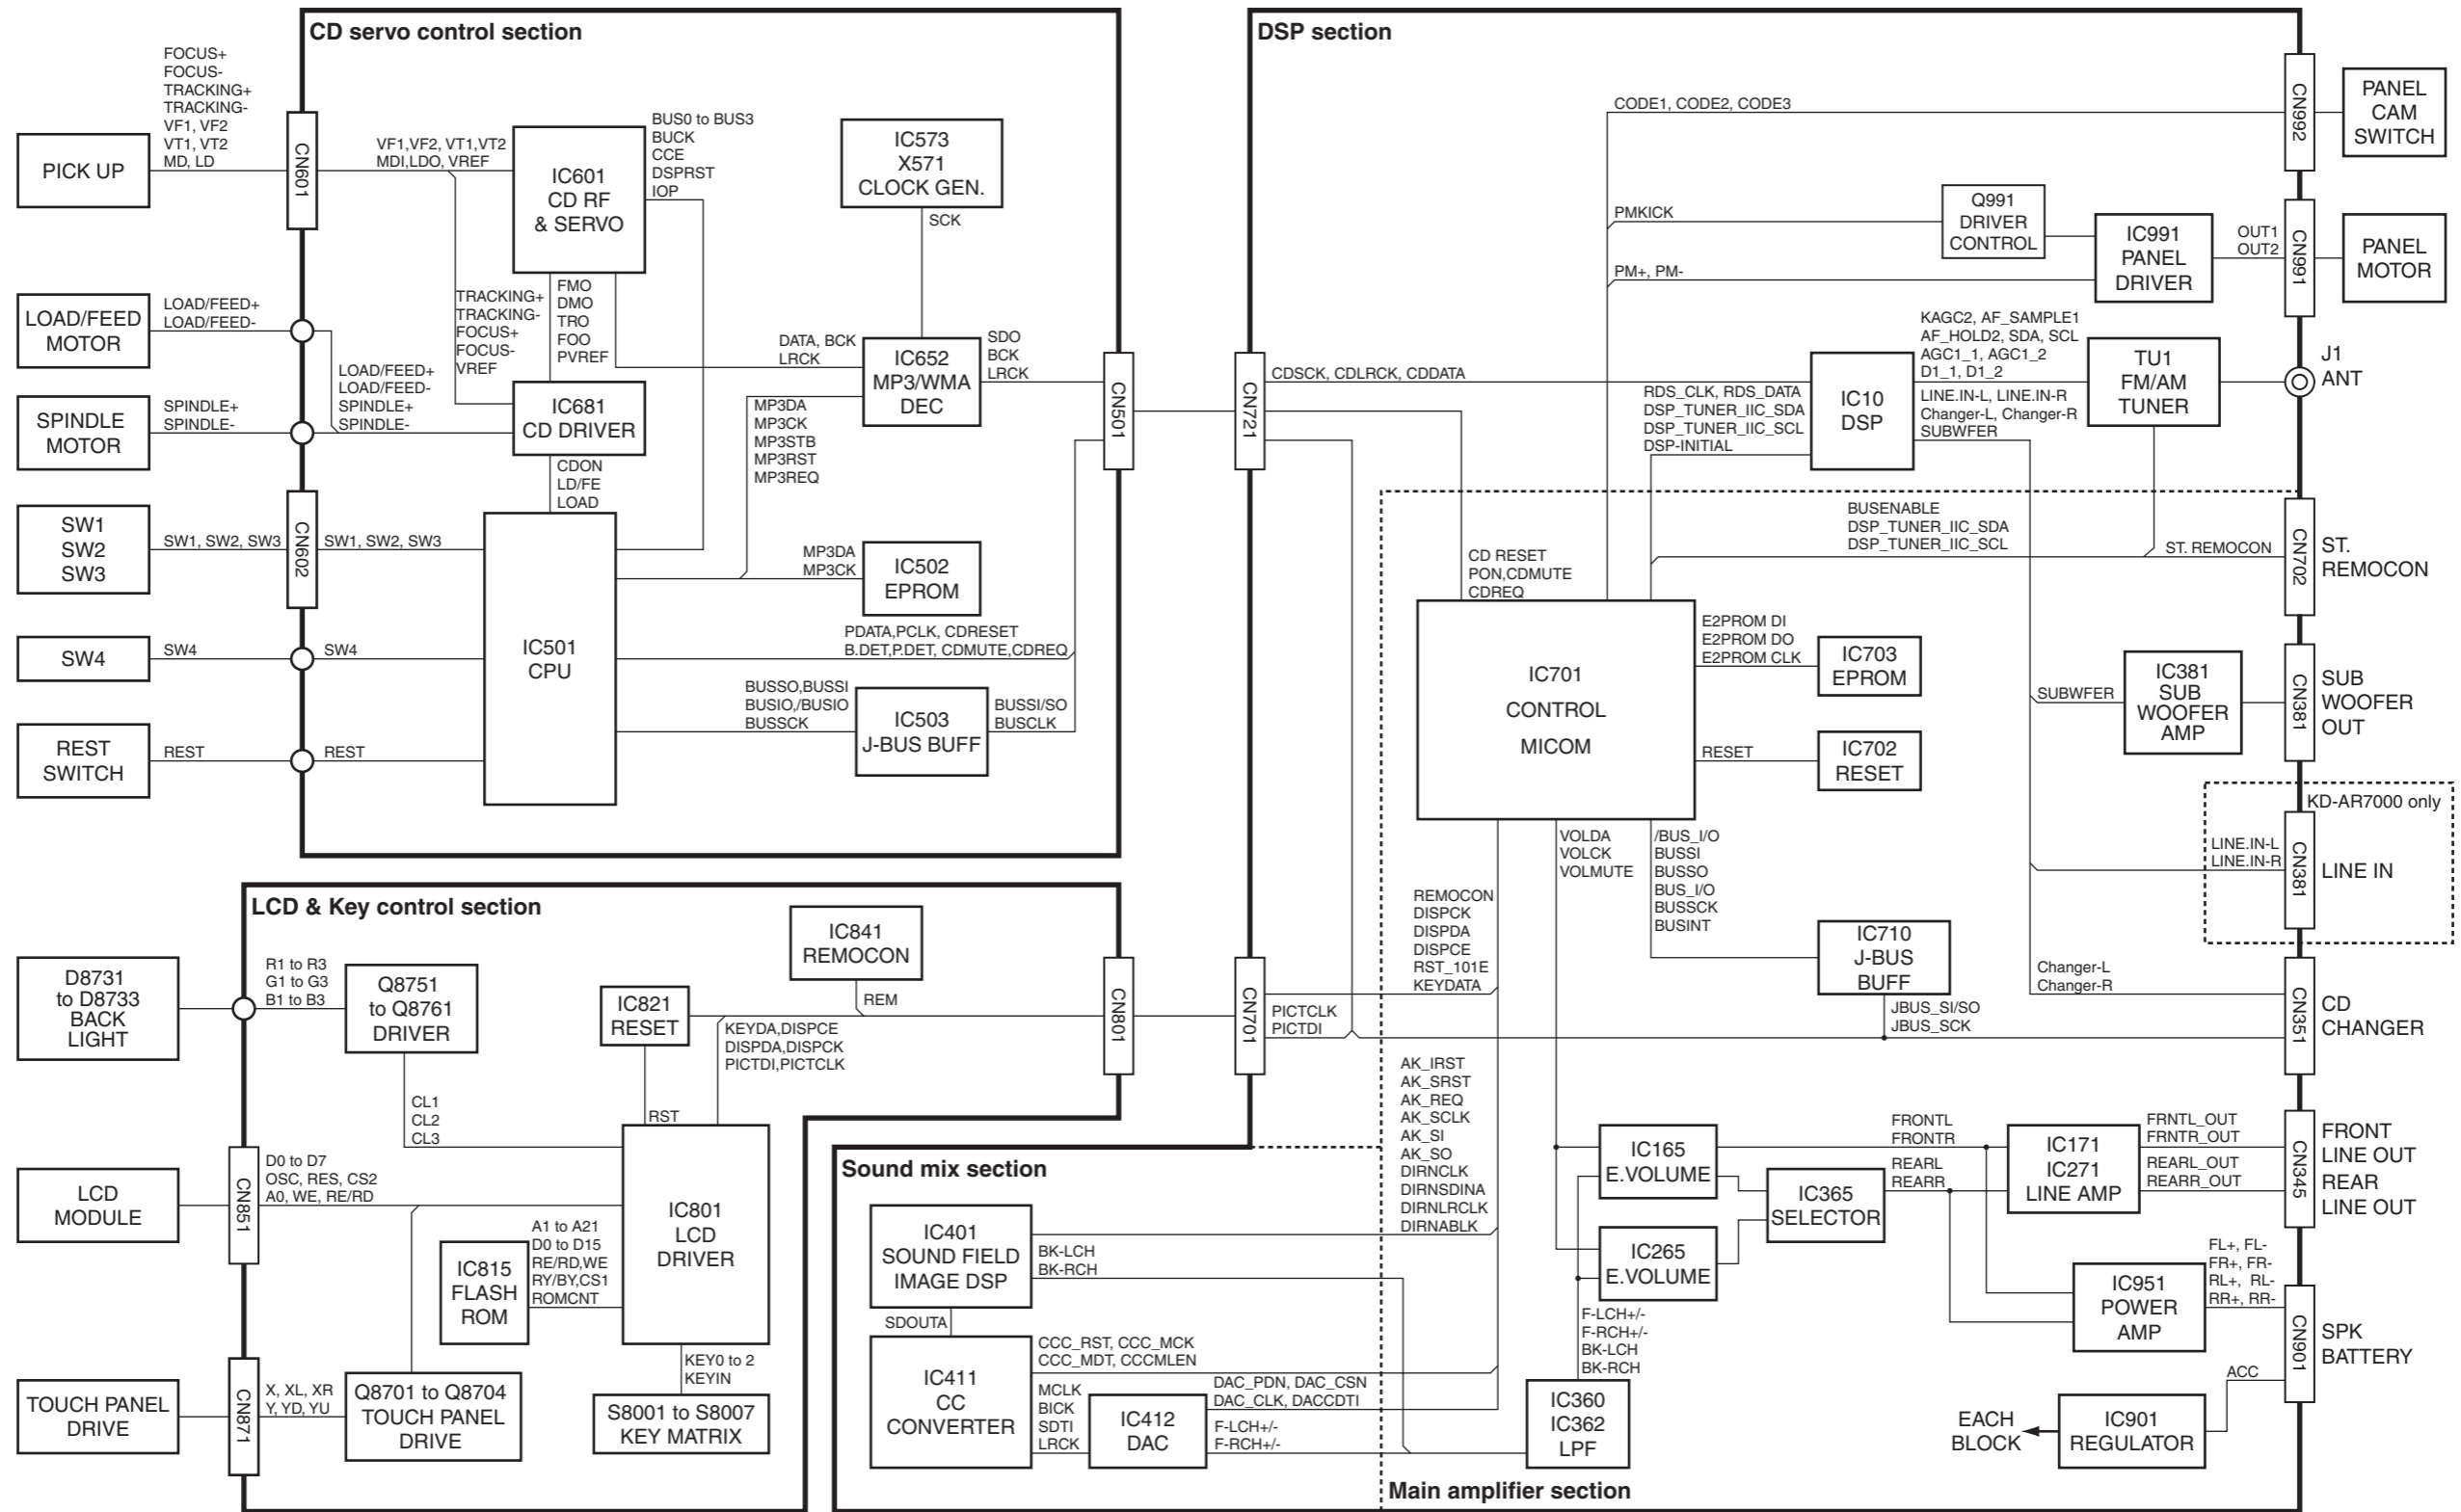 CD servo control section
FOCUS+
FOCUS-
TRACKING+
TRACKING-
VF1, VF2
VT1, VT2
MD, LD
PICK UP
CN601
VF1,VF2, VT1,VT2
MDI,LDO, VREF
IC601
CD RF
& SERVO
BUS0 to BUS3
BUCK
CCE
DSPRST
IOP
IC573
X571
CLOCK GEN.
SCK
LOAD/FEED
MOTOR
LOAD/FEED+
LOAD/FEED-
TRACKING+
TRACKING-
FOCUS+
FOCUS-
VREF
FMO
DMO
TRO
FOO
PVREF
DATA, BCK
LRCK
IC652
MP3/WMA
DEC
SDO
BCK
LRCK
LOAD/FEED+
LOAD/FEED-
SPINDLE+
SPINDLE-
SPINDLE
MOTOR
SPINDLE+
SPINDLE-
IC681
CD DRIVER
CDON
LD/FE
LOAD
MP3DA
MP3CK
MP3STB
MP3RST
MP3REQ
CN501
SW1
SW2
SW3
SW1, SW2, SW3
CN602
SW1, SW2, SW3
MP3DA
MP3CK
IC502
EPROM
IC501
CPU
SW4
SW4
SW4
PDATA,PCLK, CDRESET
B.DET,P.DET, CDMUTE,CDREQ
BUSSO,BUSSI
BUSIO,/BUSIO
BUSSCK
IC503
J-BUS BUFF
BUSSI/SO
BUSCLK
REST
SWITCH
REST
REST
LCD & Key control section
D8731
to D8733
BACK
LIGHT
R1 to R3
G1 to G3
B1 to B3
Q8751
to Q8761
DRIVER
CL1
CL2
CL3
IC821
RESET
IC841
REMOCON
REM
KEYDA,DISPCE
DISPDA,DISPCK
PICTDI,PICTCLK
CN801
RST
LCD
MODULE
CN851
D0 to D7
OSC, RES, CS2
A0, WE, RE/RD
IC815
FLASH
ROM
A1 to A21
D0 to D15
RE/RD,WE
RY/BY,CS1
ROMCNT
IC801
LCD
DRIVER
KEY0 to 2
KEYIN
S8001 to S8007
KEY MATRIX
TOUCH PANEL
DRIVE
CN871
X, XL, XR
Y, YD, YU
Q8701 to Q8704
TOUCH PANEL
DRIVE
DSP section
CODE1, CODE2, CODE3
CN992
PANEL
CAM
SWITCH
PMKICK
Q991
DRIVER
CONTROL
PM+, PM-
IC991
PANEL
DRIVER
OUT1
OUT2
CN991
PANEL
MOTOR
CN721
CDSCK, CDLRCK, CDDATA
RDS_CLK, RDS_DATA
DSP_TUNER_IIC_SDA
DSP_TUNER_IIC_SCL
DSP-INITIAL
IC10
DSP
KAGC2, AF_SAMPLE1
AF_HOLD2, SDA, SCL
AGC1_1, AGC1_2
D1_1, D1_2
LINE.IN-L, LINE.IN-R
Changer-L, Changer-R
SUBWFER
TU1
FM/AM
TUNER
J1
ANT
BUSENABLE
DSP_TUNER_IIC_SDA
DSP_TUNER_IIC_SCL
ST. REMOCON
CN702
ST.
REMOCON
CD RESET
PON,CDMUTE
CDREQ
IC701
CONTROL
MICOM
E2PROM DI
E2PROM DO
E2PROM CLK
IC703
EPROM
RESET
IC702
RESET
SUBWFER
IC381
SUB
WOOFER
AMP
CN381
SUB
WOOFER
OUT
KD-AR7000 only
LINE.IN-L
LINE.IN-R
CN381
LINE IN
VOLDA
VOLCK
VOLMUTE
/BUS_I/O
BUSSI
BUSSO
BUS_I/O
BUSSCK
BUSINT
REMOCON
DISPCK
DISPDA
DISPCE
RST_101E
KEYDATA
CN701
PICTCLK
PICTDI
IC710
J-BUS
BUFF
JBUS_SI/SO
JBUS_SCK
Changer-L
Changer-R
CN351
CD
CHANGER
AK_IRST
AK_SRST
AK_REQ
AK_SCLK
AK_SI
AK_SO
DIRNCLK
DIRNSDINA
DIRNLRCLK
DIRNABLK
IC165
E.VOLUME
IC265
E.VOLUME
IC365
SELECTOR
FRONTL
FRONTR
REARL
REARR
IC171
IC271
LINE AMP
FRNTL_OUT
FRNTR_OUT
REARL_OUT
REARR_OUT
CN345
FRONT
LINE OUT
REAR
LINE OUT
IC951
POWER
AMP
FL+, FL-
FR+, FR-
RL+, RL-
RR+, RR-
CN901
SPK
BATTERY
ACC
IC901
REGULATOR
EACH
BLOCK
Sound mix section
IC401
SOUND FIELD
IMAGE DSP
BK-LCH
BK-RCH
SDOUTA
IC411
CC
CONVERTER
CCC_RST, CCC_MCK
CCC_MDT, CCCMLEN
MCLK
BICK
SDTI
LRCK
IC412
DAC
DAC_PDN, DAC_CSN
DAC_CLK, DACCDTI
F-LCH+/-
F-RCH+/-
F-LCH+/-
F-RCH+/-
BK-LCH
BK-RCH
IC360
IC362
LPF
Main amplifier section